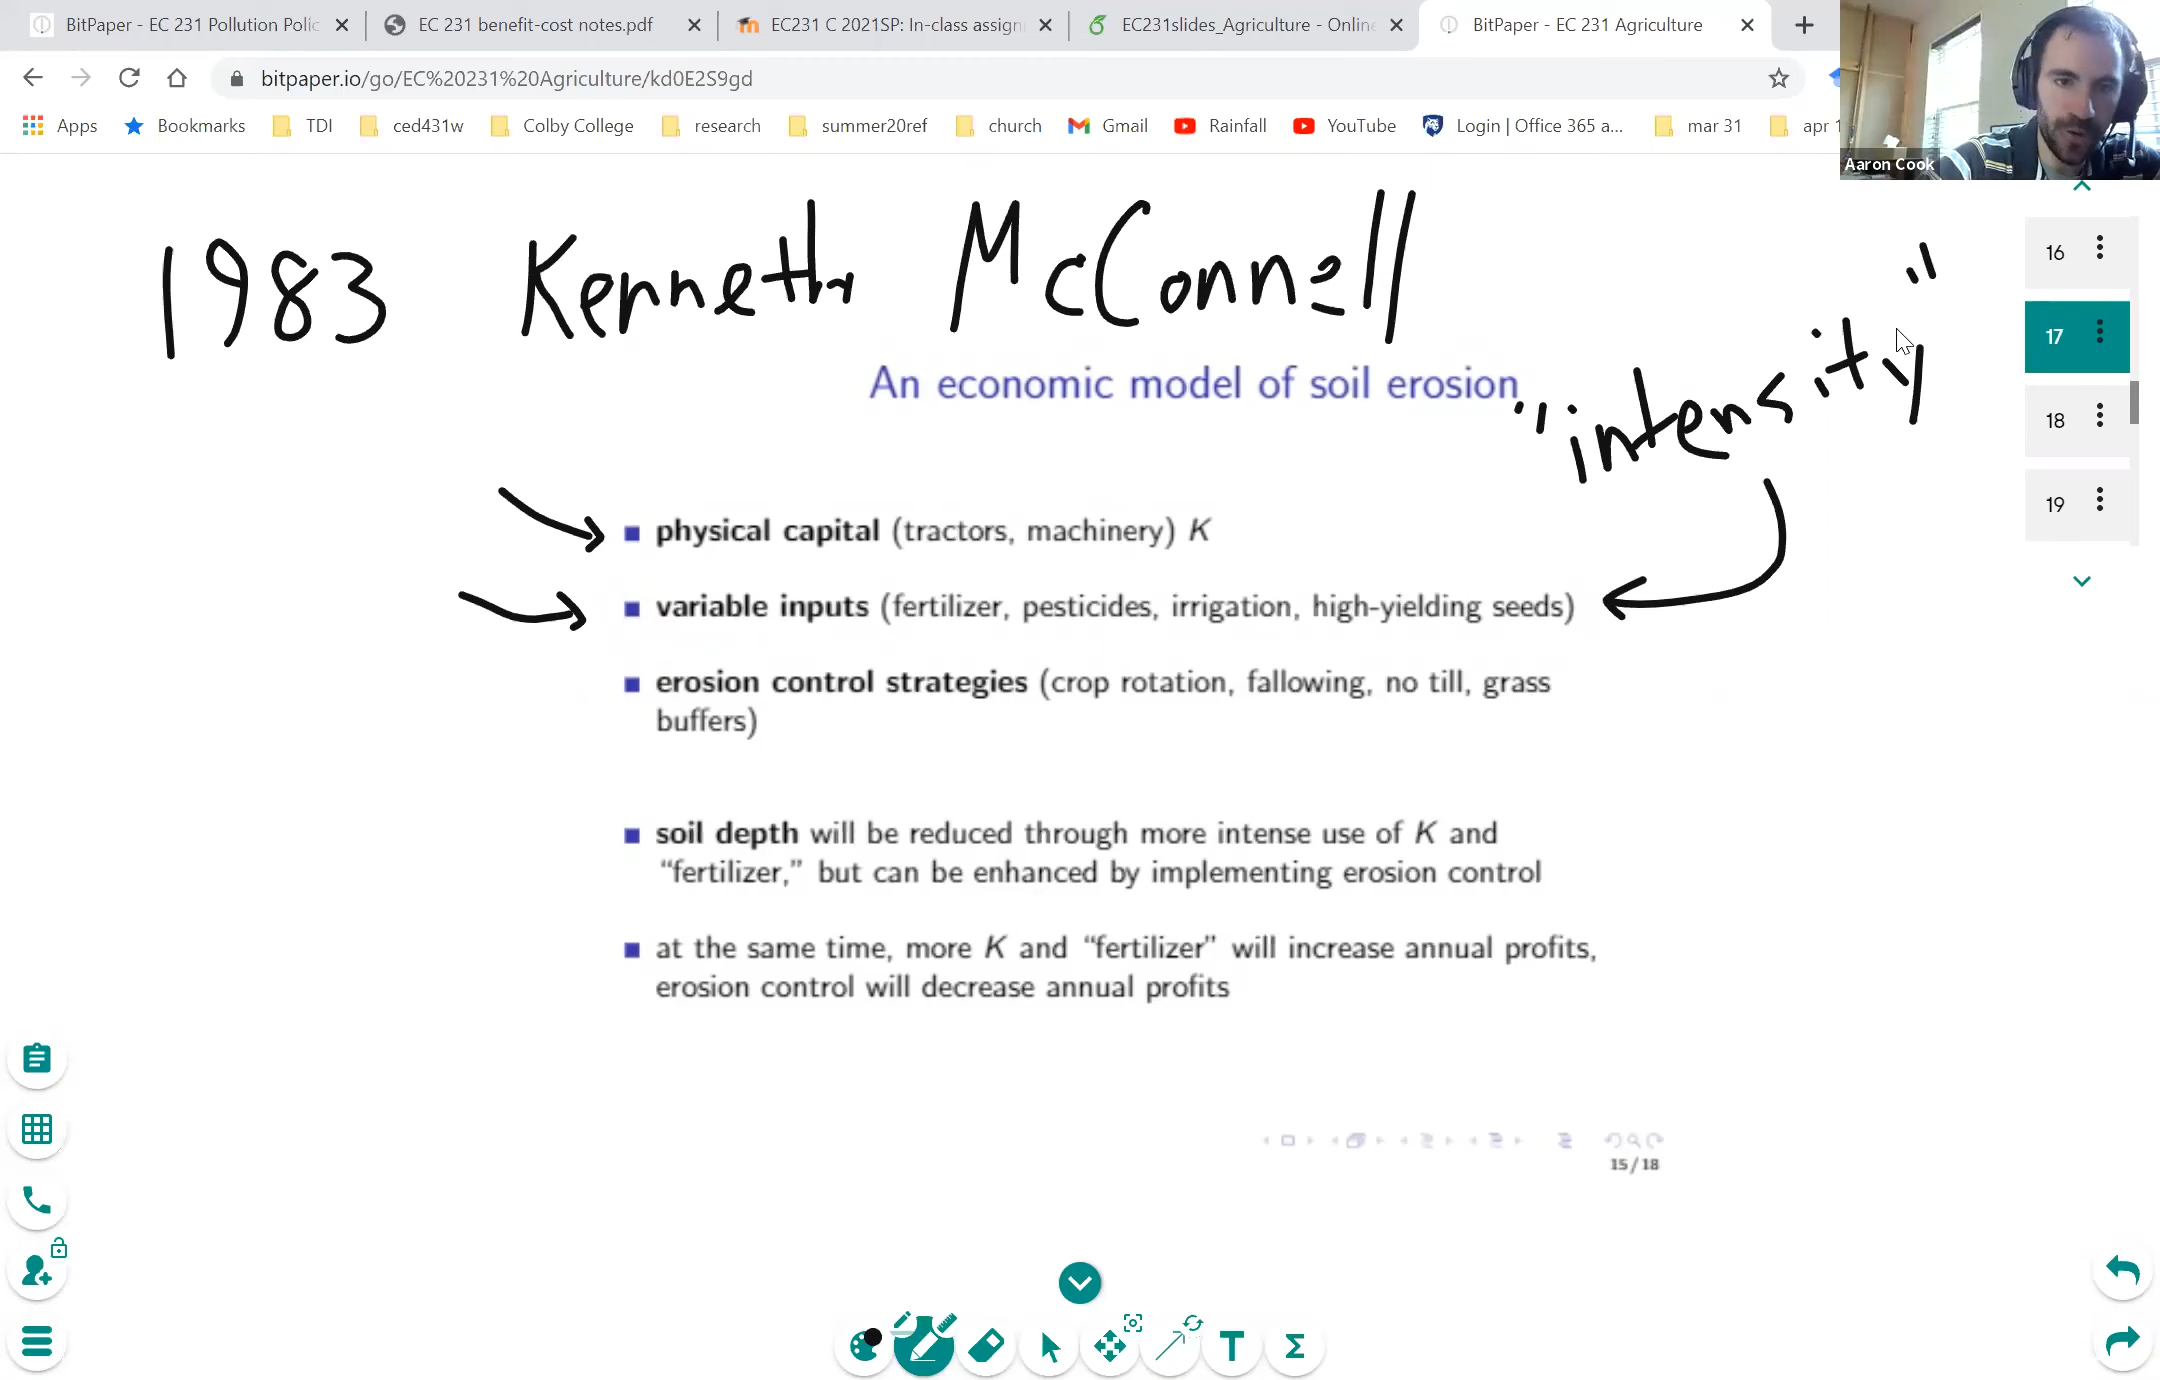 BitPaper - EC 231 Pollution Polic
EC 231 benefit-cost notes.pdf
EC231 C 2021SP: In-class assign
EC231slides_Agriculture - Online
BitPaper - EC 231 Agriculture
bitpaper.io/go/EC%20231%20Agriculture/kd0E2S9gd
Apps Bookmarks TDI ced431w Colby College research summer20ref church Gmail Rainfall YouTube Login | Office 365 a... mar 31 apr 1
Aaron Cook
1983 Kenneth McConnell
An economic model of soil erosion
"intensity"
physical capital (tractors, machinery) K
variable inputs (fertilizer, pesticides, irrigation, high-yielding seeds)
erosion control strategies (crop rotation, fallowing, no till, grass
buffers)
soil depth will be reduced through more intense use of K and
“fertilizer,” but can be enhanced by implementing erosion control
at the same time, more K and “fertilizer” will increase annual profits,
erosion control will decrease annual profits
15/18
16
17
18
19
T Σ